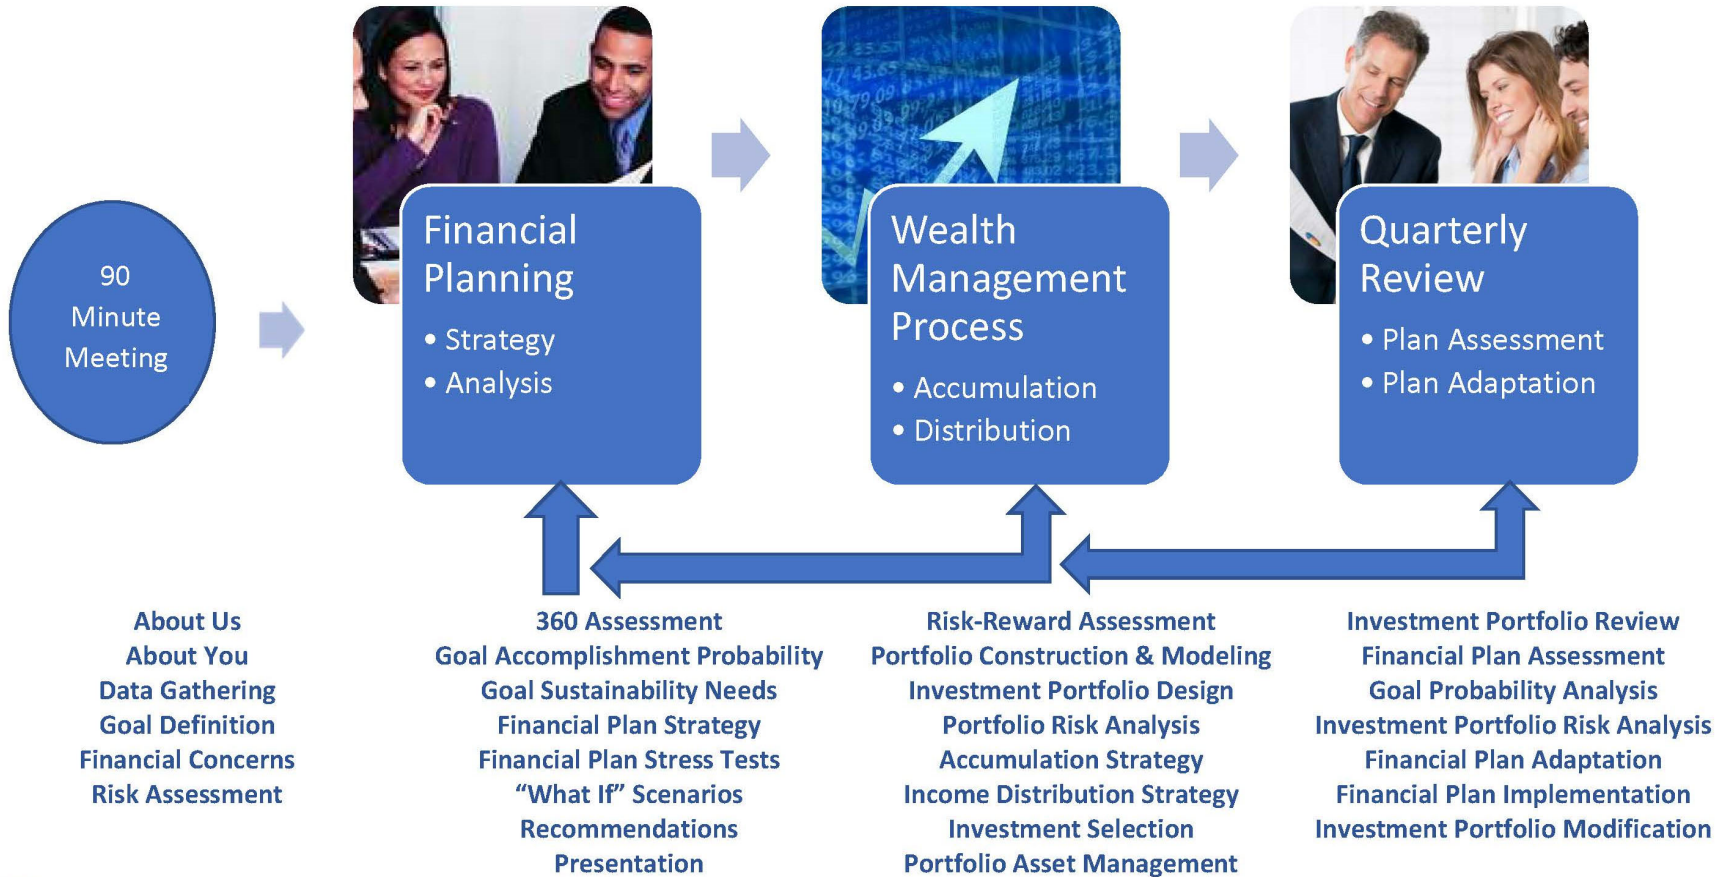 90
Minute
Meeting
Financial
Planning
• Strategy
• Analysis
Wealth
Management
Process
• Accumulation
• Distribution
Quarterly
Review
• Plan Assessment
• Plan Adaptation
About Us
About You
Data Gathering
Goal Definition
Financial Concerns
Risk Assessment
360 Assessment
Goal Accomplishment Probability
Goal Sustainability Needs
Financial Plan Strategy
Financial Plan Stress Tests
“What If” Scenarios
Recommendations
Presentation
Risk-Reward Assessment
Portfolio Construction & Modeling
Investment Portfolio Design
Portfolio Risk Analysis
Accumulation Strategy
Income Distribution Strategy
Investment Selection
Portfolio Asset Management
Investment Portfolio Review
Financial Plan Assessment
Goal Probability Analysis
Investment Portfolio Risk Analysis
Financial Plan Adaptation
Financial Plan Implementation
Investment Portfolio Modification